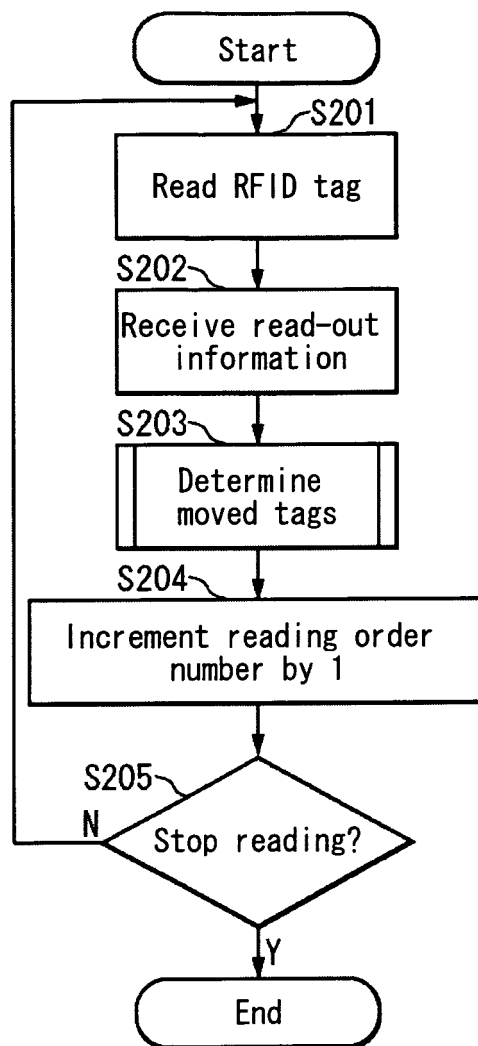 Start
S201
Read RFID tag
S202
Receive read-out
information
S203
Determine
moved tags
S204
Increment reading order
number by 1
S205
N
Stop reading?
Y
End